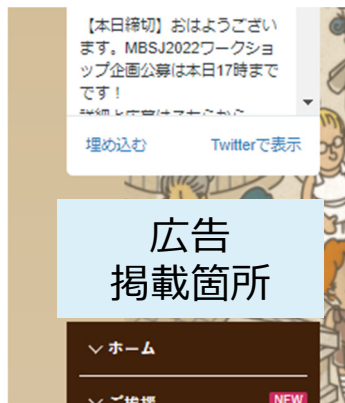 【本日締切】おはようござい
ます。MBSJ2022ワークショ
ップ企画公募は本日17時まで
です！
埋め込む
Twitterで表示
広告
掲載箇所
ホーム
ご挨拶
NEW